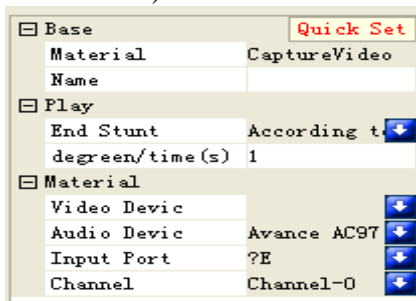 Base Quick Set
Material CaptureVideo
Name
Play
End Stunt According t
degreen/time(s) 1
Material
Video Devic
Audio Devic Avance AC97
Input Port ?E
Channel Channel-0